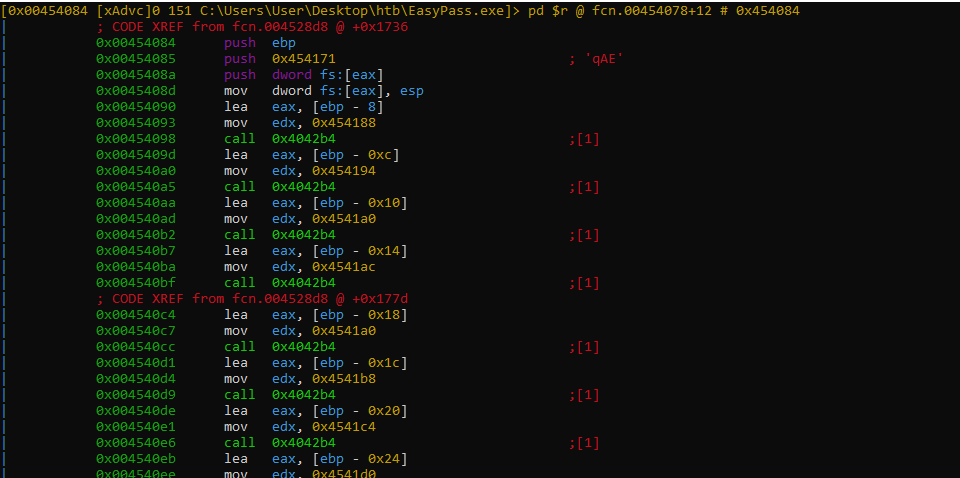 [0x00454084 [xAdvc]0 151 C:\Users\User\Desktop\htb\EasyPass.exe]> pd $r @ fcn.00454078+12 # 0x454084
; CODE XREF from fcn.004528d8 @ +0x1736
0x00454084 push ebp
0x00454085 push 0x454171 ; 'qAE'
0x0045408a push dword fs:[eax]
0x0045408d mov dword fs:[eax], esp
0x00454090 lea eax, [ebp - 8]
0x00454093 mov edx, 0x454188
0x00454098 call 0x4042b4 ;[1]
0x0045409d lea eax, [ebp - 0xc]
0x004540a0 mov edx, 0x454194
0x004540a5 call 0x4042b4 ;[1]
0x004540aa lea eax, [ebp - 0x10]
0x004540ad mov edx, 0x4541a0
0x004540b2 call 0x4042b4 ;[1]
0x004540b7 lea eax, [ebp - 0x14]
0x004540ba mov edx, 0x4541ac
0x004540bf call 0x4042b4 ;[1]
; CODE XREF from fcn.004528d8 @ +0x177d
0x004540c4 lea eax, [ebp - 0x18]
0x004540c7 mov edx, 0x4541a0
0x004540cc call 0x4042b4 ;[1]
0x004540d1 lea eax, [ebp - 0x1c]
0x004540d4 mov edx, 0x4541b8
0x004540d9 call 0x4042b4 ;[1]
0x004540de lea eax, [ebp - 0x20]
0x004540e1 mov edx, 0x4541c4
0x004540e6 call 0x4042b4 ;[1]
0x004540eb lea eax, [ebp - 0x24]
0x004540ee mov edx, 0x4541d0